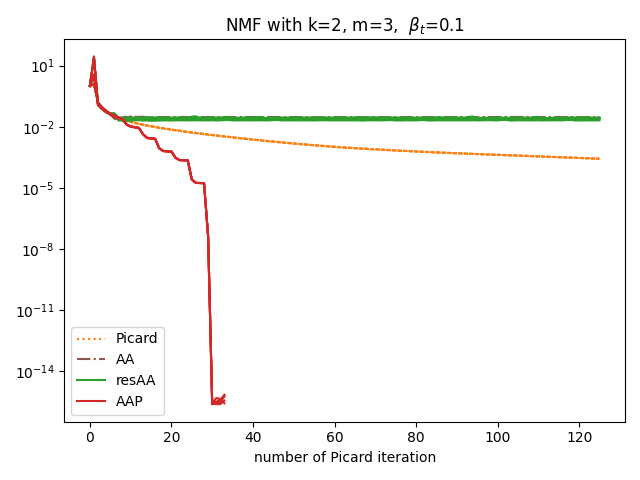 NMF with k=2, m=3, $\beta_t$=0.1
$10^1$
$10^{-2}$
$10^{-5}$
$10^{-8}$
$10^{-11}$
$10^{-14}$
Picard
AA
resAA
AAP
0 20 40 60 80 100 120
number of Picard iteration